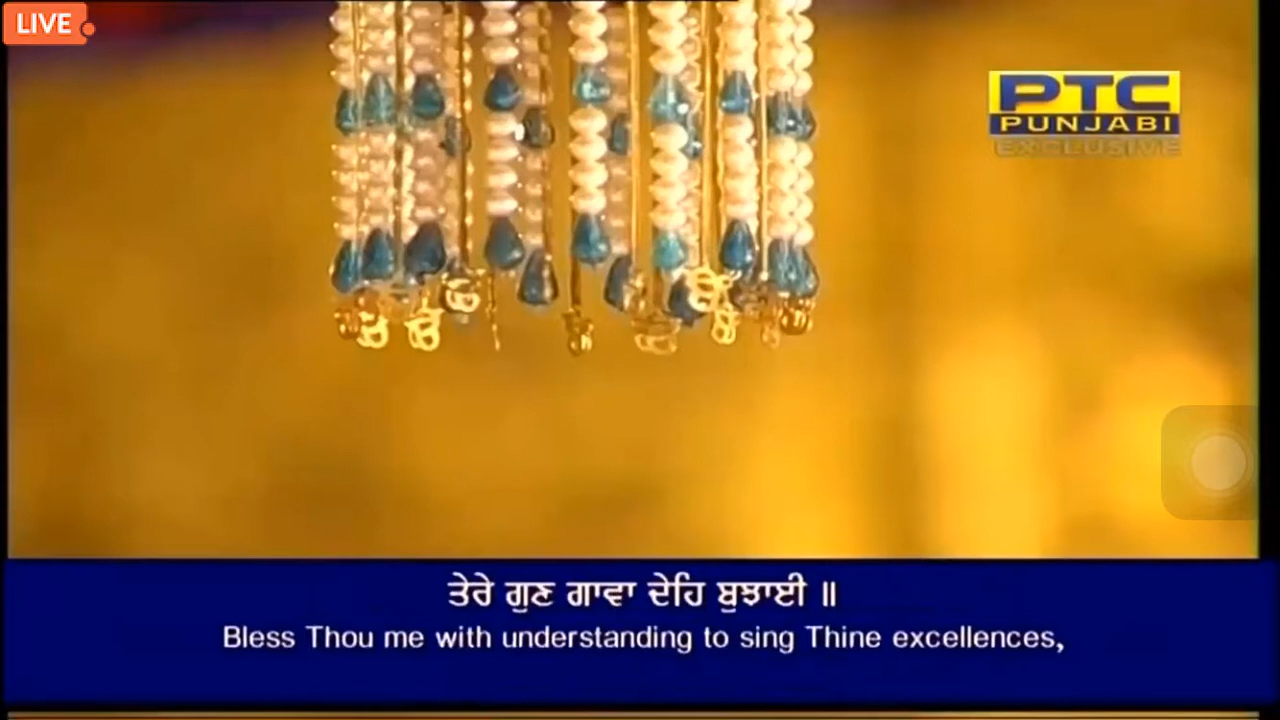 LIVE
PTC
PUNJABI
EXCLUSIVE
ਤੇਰੇ ਗੁਣ ਗਾਵਾ ਦੇਹਿ ਬੁਝਾਈ ॥
Bless Thou me with understanding to sing Thine excellences,